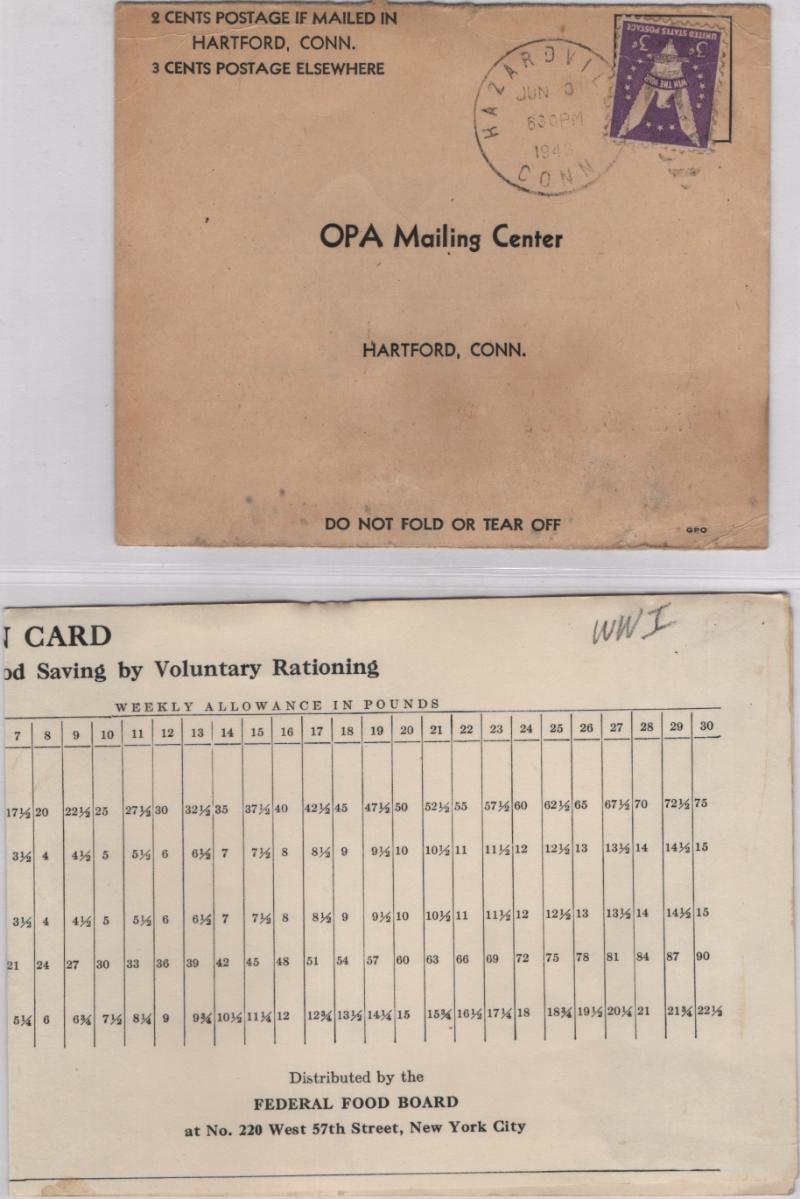 2 CENTS POSTAGE IF MAILED IN
HARTFORD, CONN.
3 CENTS POSTAGE ELSEWHERE
HAZARDVIL
JUN 3
630PM
194
CONN
UNITED STATES POSTAGE
3¢ 3¢
WIN THE WAR
OPA Mailing Center
HARTFORD, CONN.
DO NOT FOLD OR TEAR OFF
GPO
N CARD
WWI
od Saving by Voluntary Rationing
WEEKLY ALLOWANCE IN POUNDS
7 8 9 10 11 12 13 14 15 16 17 18 19 20 21 22 23 24 25 26 27 28 29 30
17½ 20 22½ 25 27½ 30 32½ 35 37½ 40 42½ 45 47½ 50 52½ 55 57½ 60 62½ 65 67½ 70 72½ 75
3½ 4 4½ 5 5½ 6 6½ 7 7½ 8 8½ 9 9½ 10 10½ 11 11½ 12 12½ 13 13½ 14 14½ 15
3½ 4 4½ 5 5½ 6 6½ 7 7½ 8 8½ 9 9½ 10 10½ 11 11½ 12 12½ 13 13½ 14 14½ 15
21 24 27 30 33 36 39 42 45 48 51 54 57 60 63 66 69 72 75 78 81 84 87 90
5¼ 6 6¾ 7½ 8¼ 9 9¾ 10½ 11¼ 12 12¾ 13½ 14¼ 15 15¾ 16½ 17¼ 18 18¾ 19½ 20¼ 21 21¾ 22½
Distributed by the
FEDERAL FOOD BOARD
at No. 220 West 57th Street, New York City